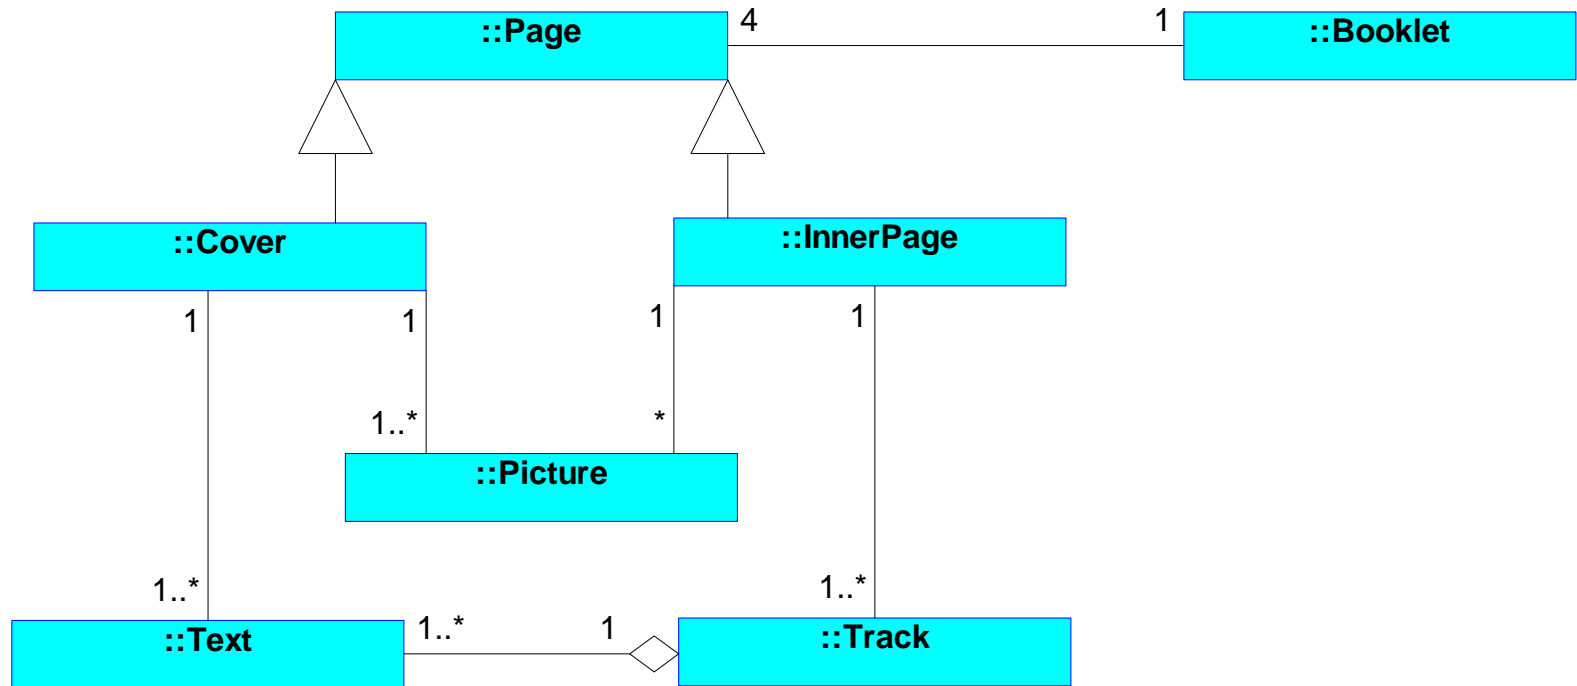 ::Page
4
1
::Booklet
::Cover
::InnerPage
1
1
1
1
1..*
*
::Picture
1..*
1..*
::Text
1..*
1
::Track